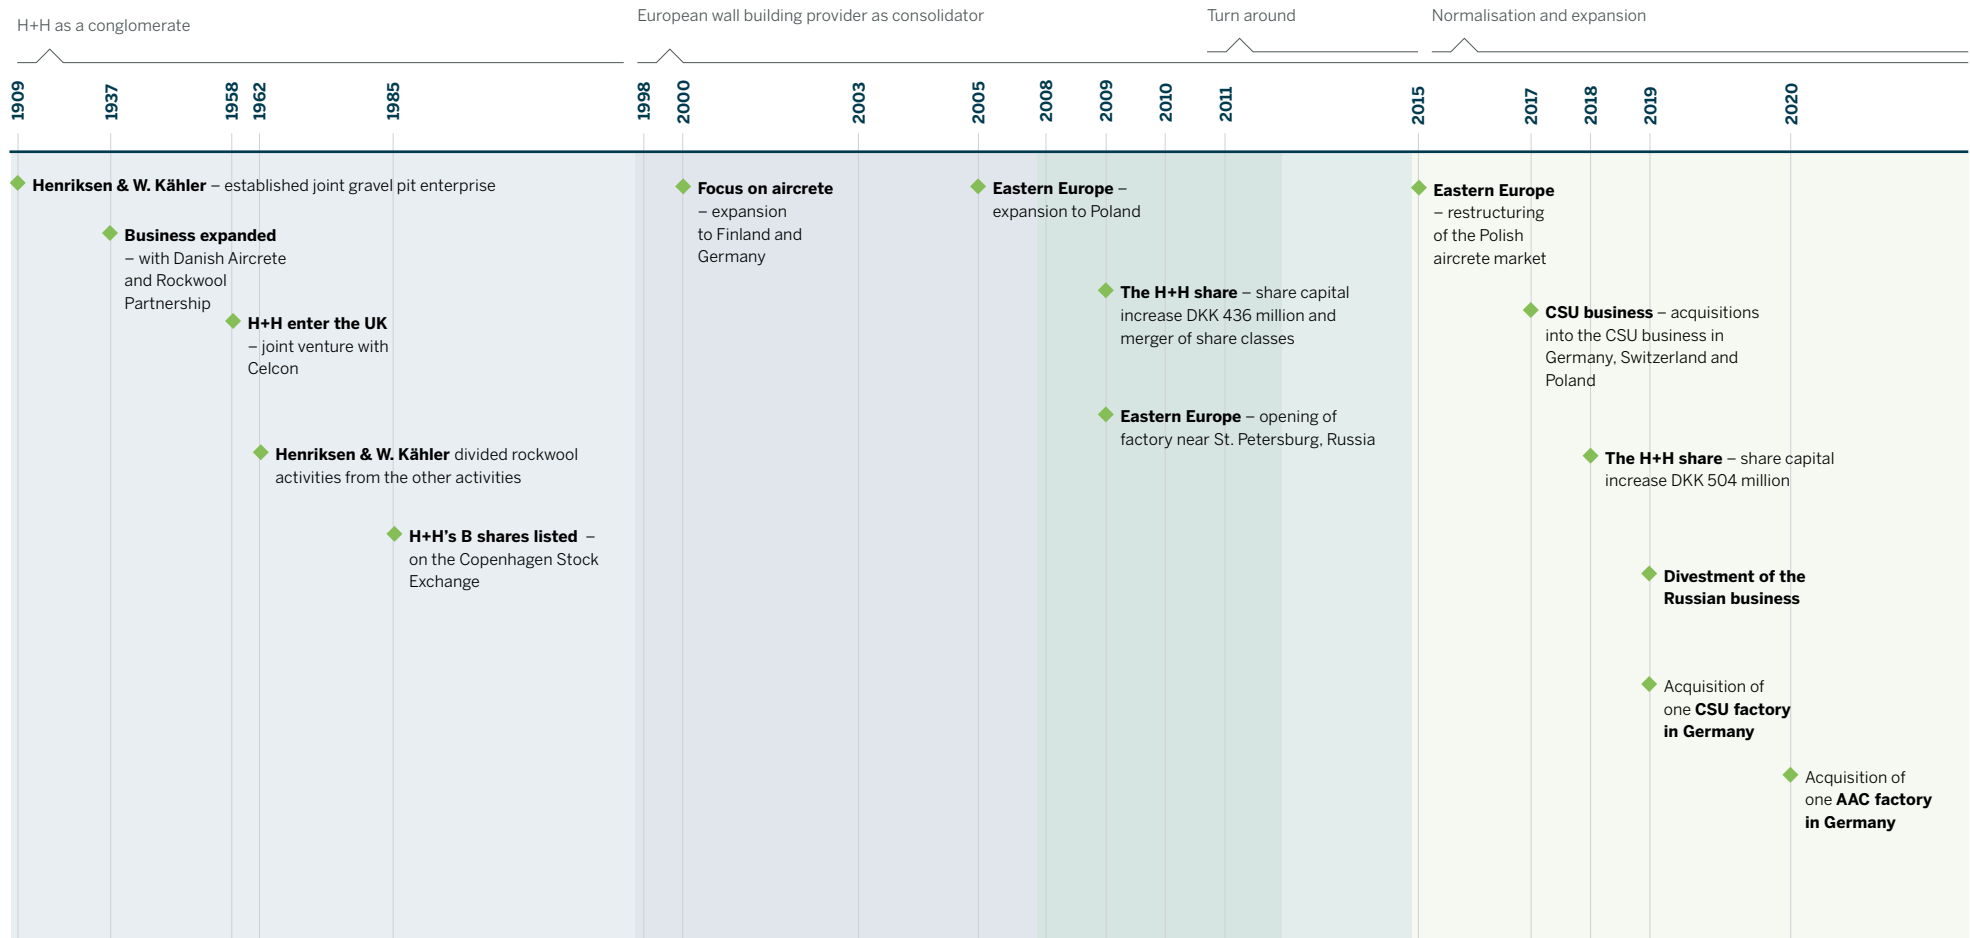 H+H as a conglomerate
European wall building provider as consolidator
Turn around
Normalisation and expansion
1909
1937
1958
1962
1985
1998
2000
2003
2005
2008
2009
2010
2011
2015
2017
2018
2019
2020
Henriksen & W. Kähler – established joint gravel pit enterprise
Business expanded
– with Danish Aircrete
and Rockwool
Partnership
H+H enter the UK
– joint venture with
Celcon
Henriksen & W. Kähler divided rockwool
activities from the other activities
H+H's B shares listed –
on the Copenhagen Stock
Exchange
Focus on aircrete
– expansion
to Finland and
Germany
Eastern Europe –
expansion to Poland
The H+H share – share capital
increase DKK 436 million and
merger of share classes
Eastern Europe – opening of
factory near St. Petersburg, Russia
Eastern Europe
– restructuring
of the Polish
aircrete market
CSU business – acquisitions
into the CSU business in
Germany, Switzerland and
Poland
The H+H share – share capital
increase DKK 504 million
Divestment of the
Russian business
Acquisition of
one CSU factory
in Germany
Acquisition of
one AAC factory
in Germany